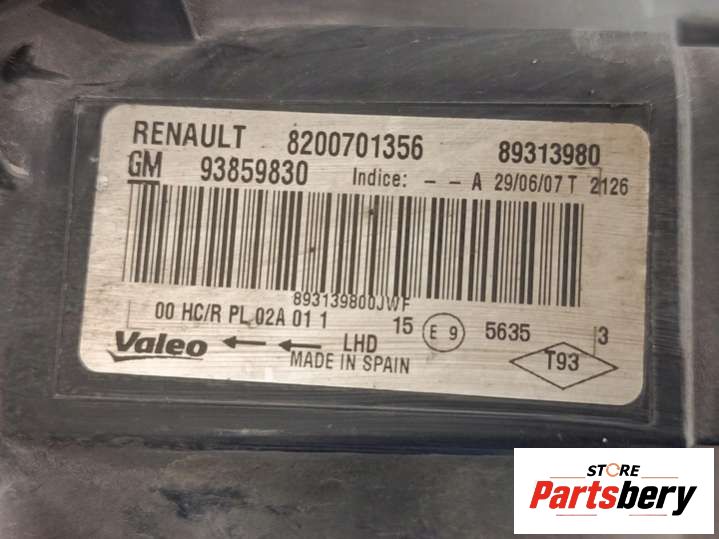 RENAULT 8200701356 89313980
GM 93859830 Indice: - - A 29/06/07 T 2126
893139800JWF
00 HC/R PL 02A 01 1 15 E 9 5635 3
Valeo LHD T93
MADE IN SPAIN
STORE
Partsbery